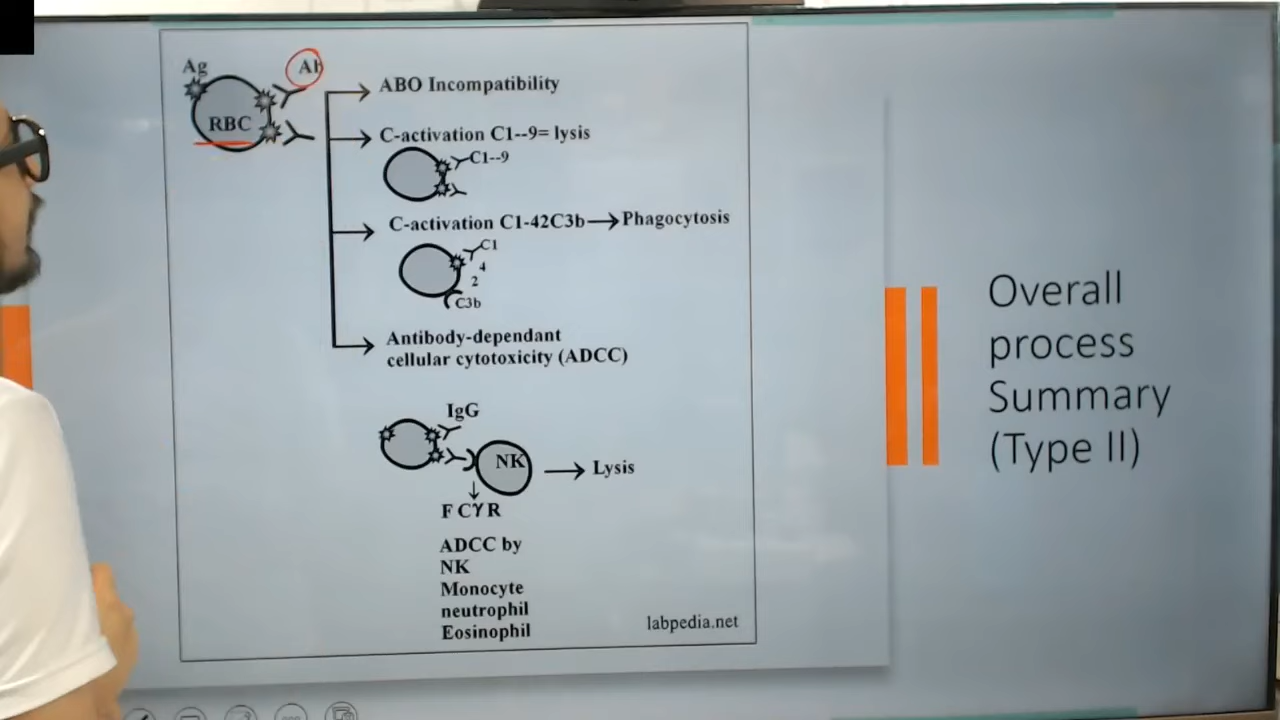 Ag
Ab
RBC
ABO Incompatibility
C-activation C1--9= lysis
C1--9
C-activation C1-42C3b→Phagocytosis
C1
4
2
C3b
Antibody-dependant
cellular cytotoxicity (ADCC)
IgG
NK
Lysis
FCΎR
ADCC by
NK
Monocyte
neutrophil
Eosinophil
labpedia.net
Overall
process
Summary
(Type II)